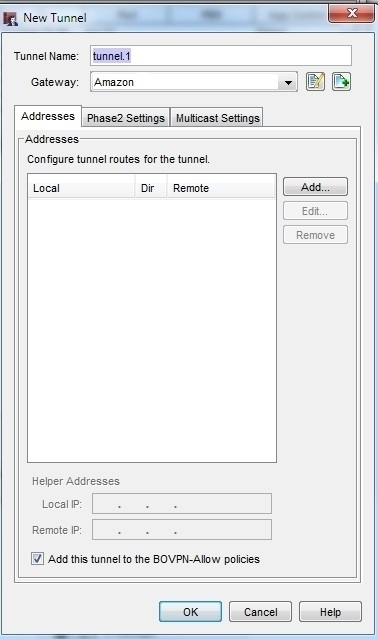 New Tunnel
Tunnel Name: tunnel.1
Gateway: Amazon
Addresses Phase2 Settings Multicast Settings
Addresses
Configure tunnel routes for the tunnel.
Local Dir Remote
Add...
Edit...
Remove
Helper Addresses
Local IP: . . .
Remote IP: . . .
Add this tunnel to the BOVPN-Allow policies
OK Cancel Help